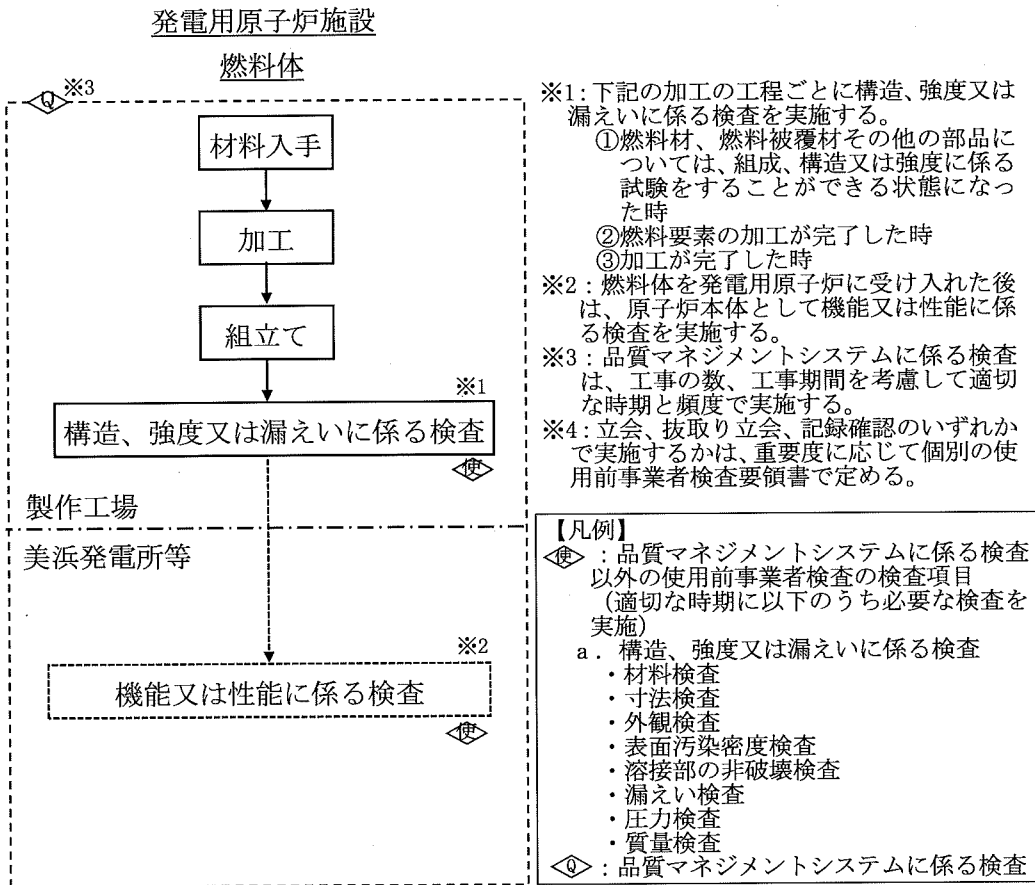 発電用原子炉施設
燃料体
Q ※3
材料入手
加工
組立て
※1
構造、強度又は漏えいに係る検査
使
製作工場
美浜発電所等
※2
機能又は性能に係る検査
使
※1:下記の加工の工程ごとに構造、強度又は
漏えいに係る検査を実施する。
①燃料材、燃料被覆材その他の部品に
ついては、組成、構造又は強度に係る
試験をすることができる状態になっ
た時
②燃料要素の加工が完了した時
③加工が完了した時
※2:燃料体を発電用原子炉に受け入れた後
は、原子炉本体として機能又は性能に係
る検査を実施する。
※3:品質マネジメントシステムに係る検査
は、工事の数、工事期間を考慮して適切
な時期と頻度で実施する。
※4:立会、抜取り立会、記録確認のいずれか
で実施するかは、重要度に応じて個別の使
用前事業者検査要領書で定める。
【凡例】
使:品質マネジメントシステムに係る検査
以外の使用前事業者検査の検査項目
(適切な時期に以下のうち必要な検査を
実施)
a.構造、強度又は漏えいに係る検査
・材料検査
・寸法検査
・外観検査
・表面汚染密度検査
・溶接部の非破壊検査
・漏えい検査
・圧力検査
・質量検査
Q:品質マネジメントシステムに係る検査